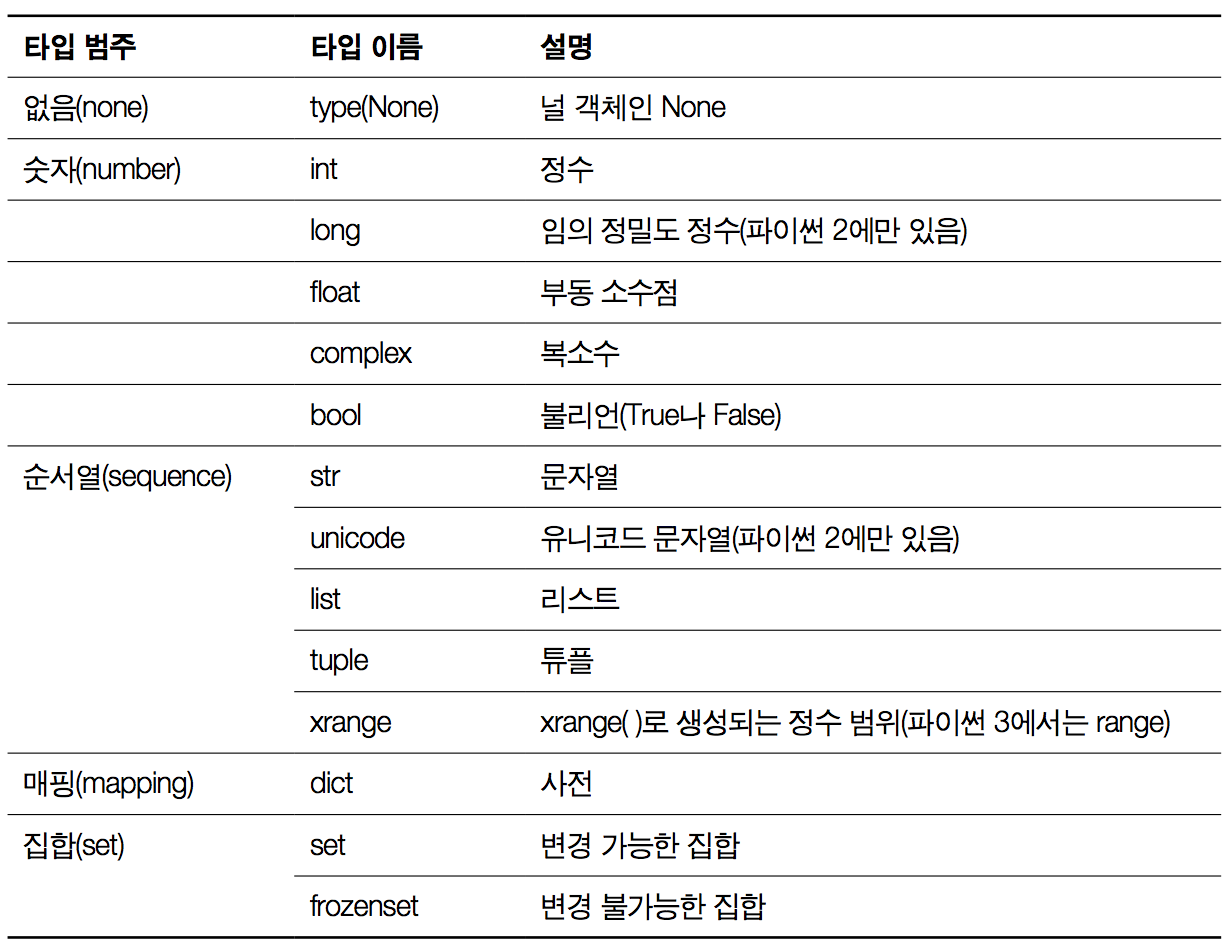 타입 범주 타입 이름 설명
없음(none) type(None) 널 객체인 None
숫자(number) int 정수
long 임의 정밀도 정수(파이썬 2에만 있음)
float 부동 소수점
complex 복소수
bool 불리언(True나 False)
순서열(sequence) str 문자열
unicode 유니코드 문자열(파이썬 2에만 있음)
list 리스트
tuple 튜플
xrange xrange( )로 생성되는 정수 범위(파이썬 3에서는 range)
매핑(mapping) dict 사전
집합(set) set 변경 가능한 집합
frozenset 변경 불가능한 집합